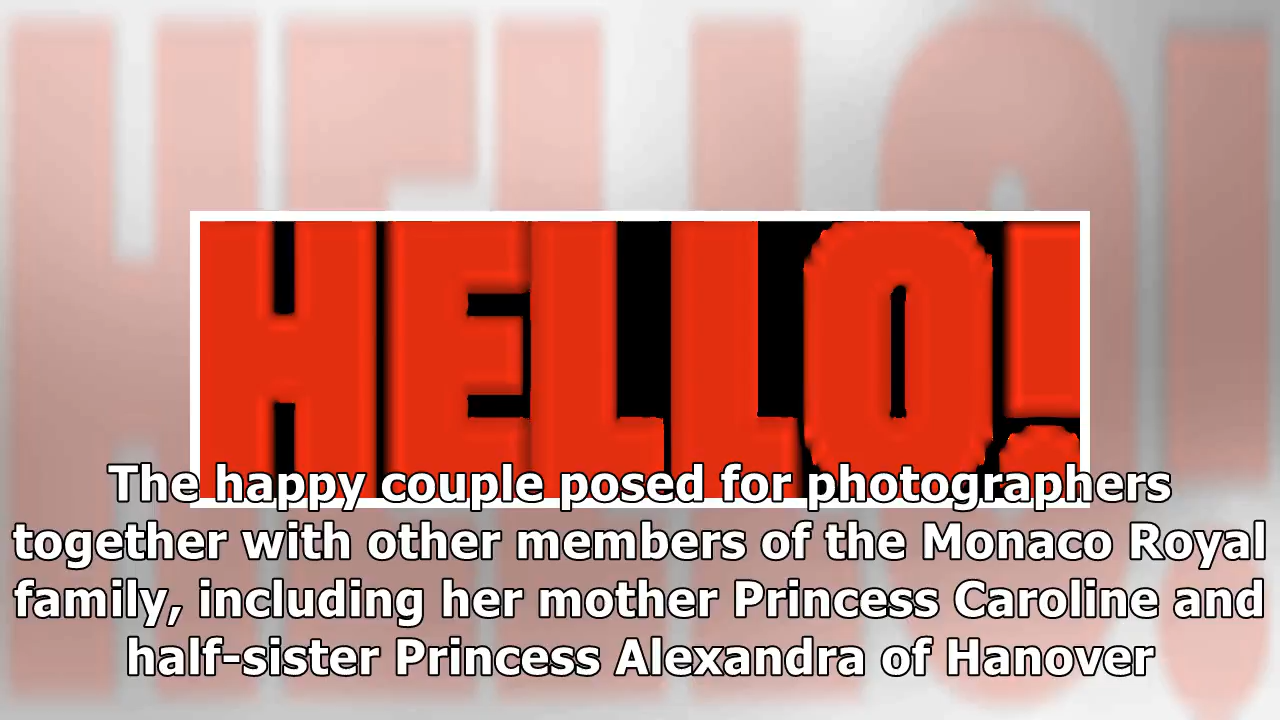 HELLO!
The happy couple posed for photographers
together with other members of the Monaco Royal
family, including her mother Princess Caroline and
half-sister Princess Alexandra of Hanover